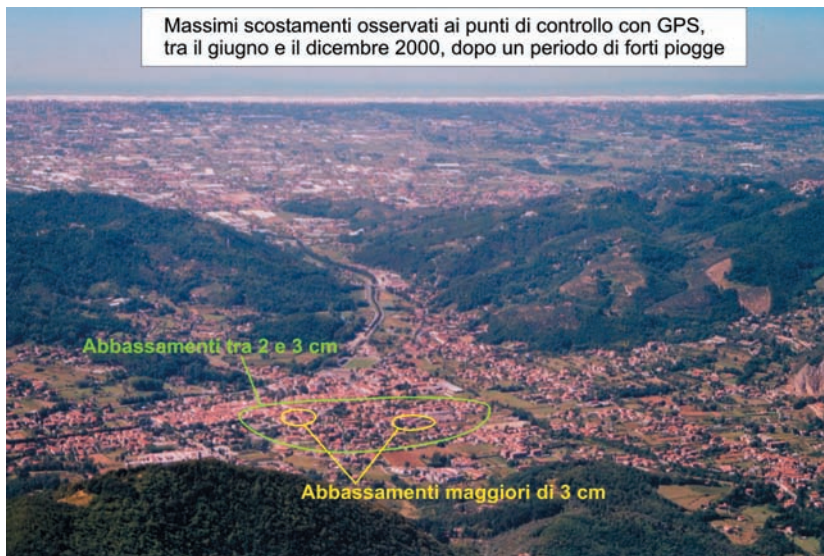 Massimi scostamenti osservati ai punti di controllo con GPS,
tra il giugno e il dicembre 2000, dopo un periodo di forti piogge
Abbassamenti tra 2 e 3 cm
Abbassamenti maggiori di 3 cm